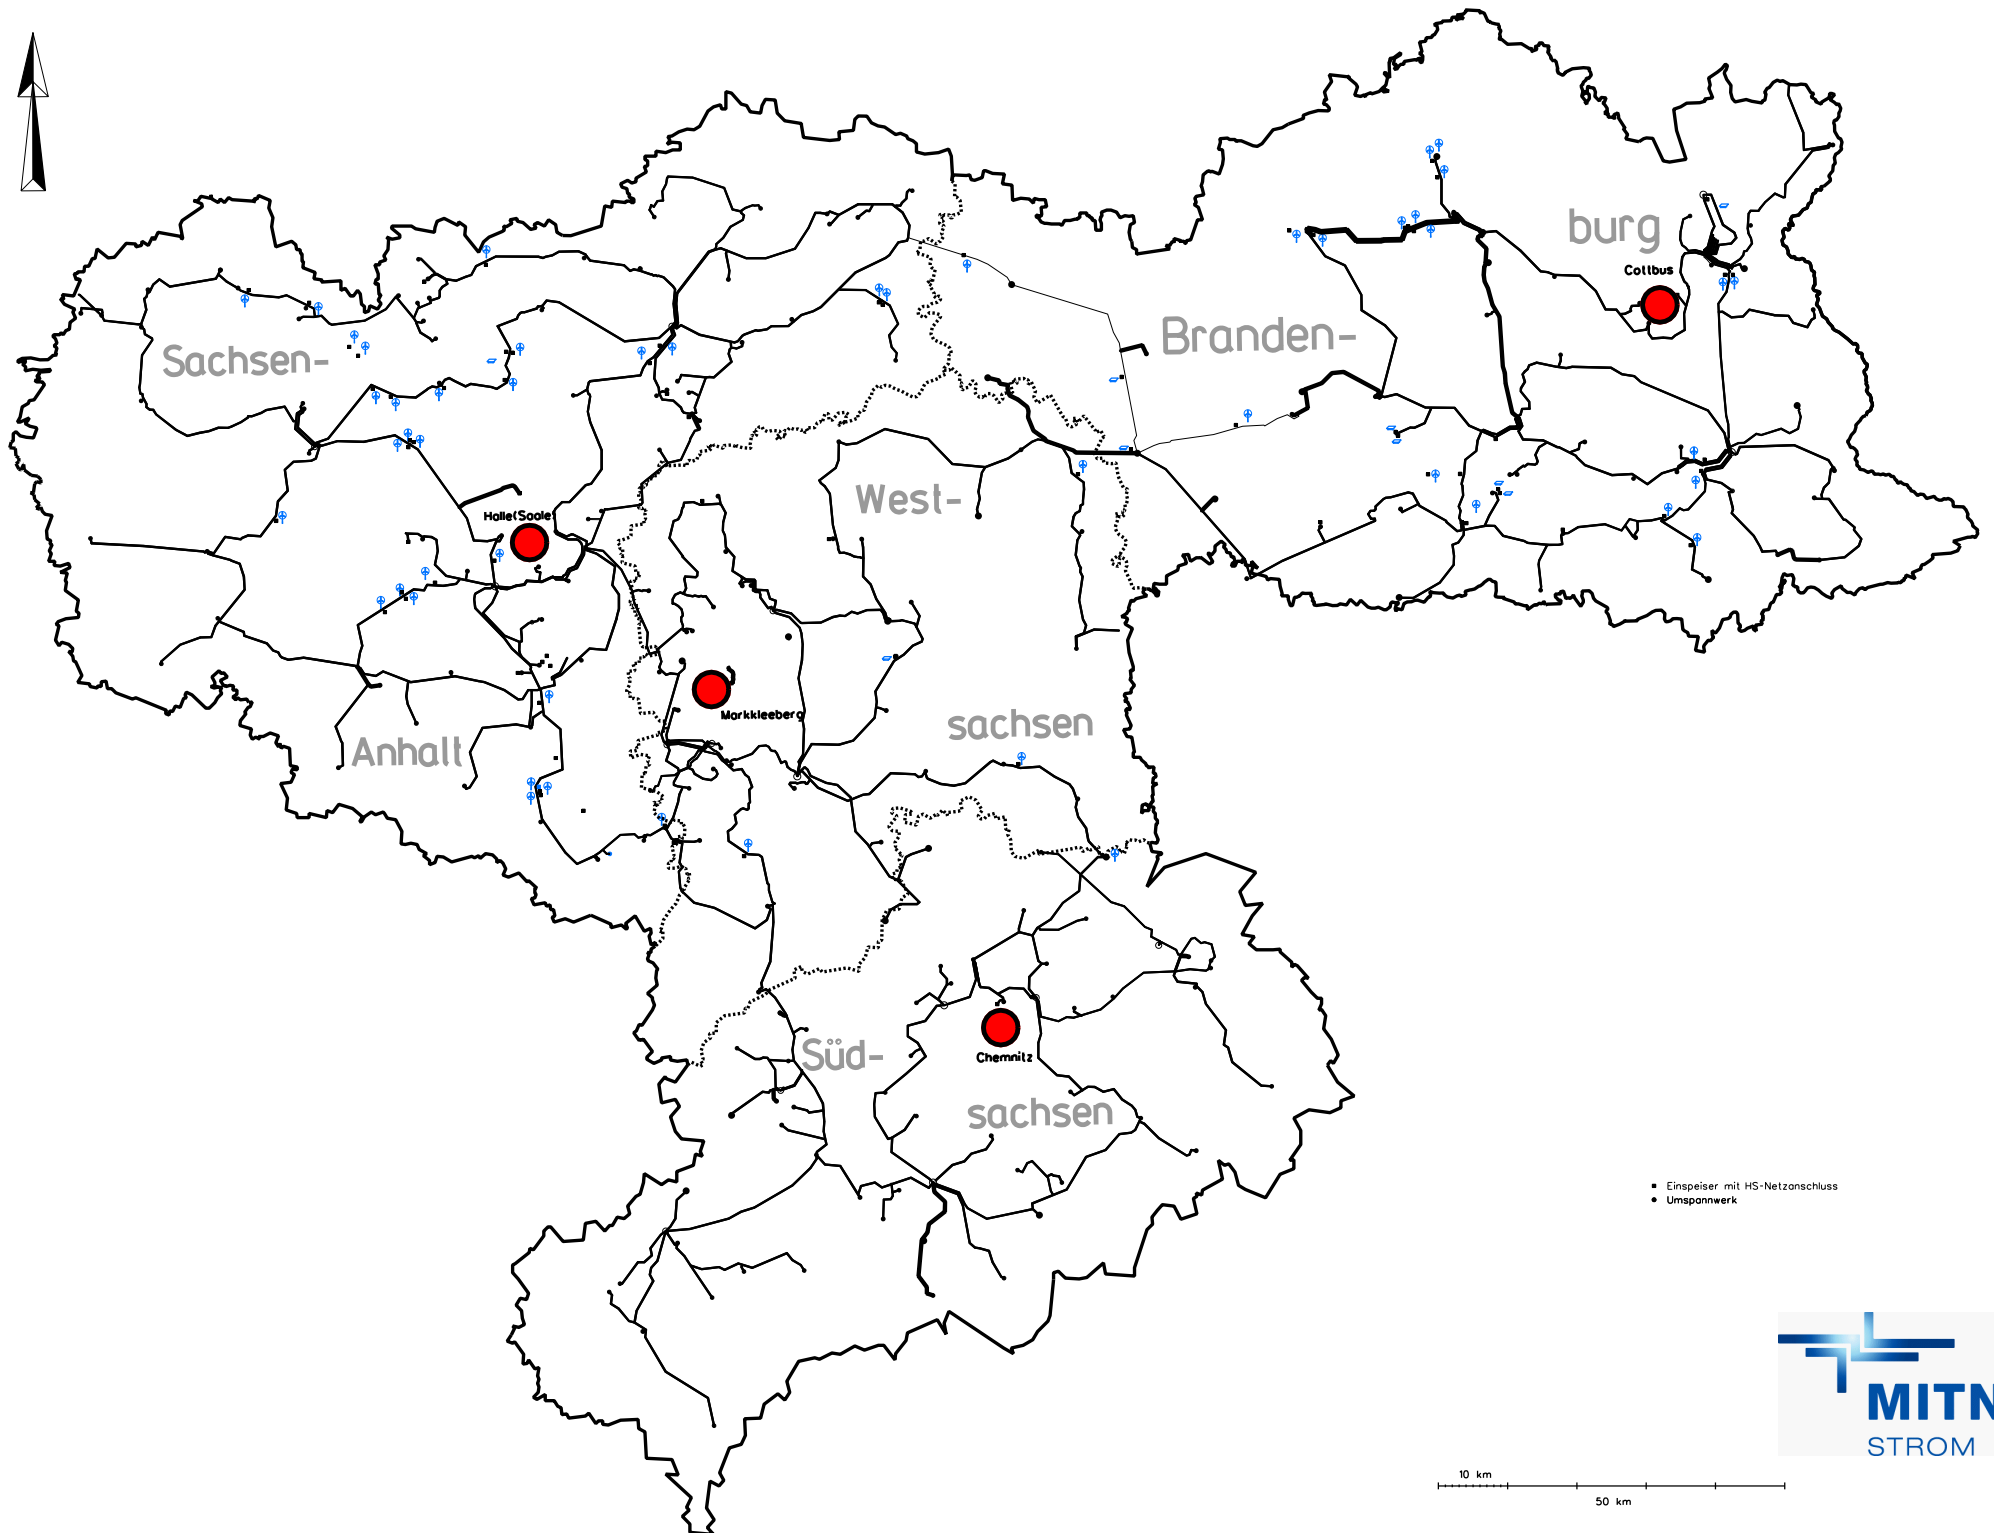 burg
Cottbus
Branden-
Sachsen-
West-
Halle(Saale)
sachsen
Markkleeberg
Anhalt
Süd-
Chemnitz
sachsen
Einspeiser mit HS-Netzanschluss
Umspannwerk
MITN
STROM
10 km
50 km